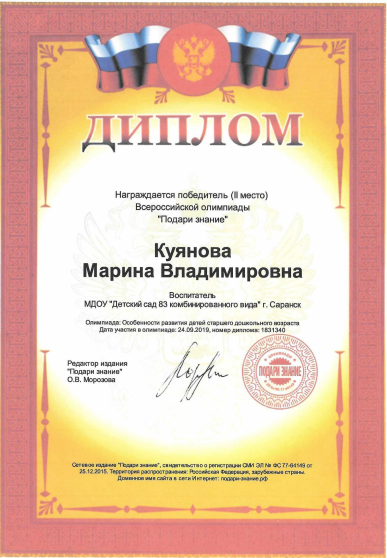 ДИПЛОМ
Награждается победитель (II место)
Всероссийской олимпиады
"Подари знание"
Куянова
Марина Владимировна
Воспитатель
МДОУ "Детский сад 83 комбинированного вида" г. Саранск
Олимпиада: Особенности развития детей старшего дошкольного возраста
Дата участия в олимпиаде: 24.09.2019, номер диплома: 1831340
Редактор издания
"Подари знание"
О.В. Морозова
ПОДАРИ ЗНАНИЕ
Сетевое издание "Подари знание", свидетельство о регистрации СМИ ЭЛ № ФС 77-64149 от
25.12.2015. Территория распространения: Российская Федерация, зарубежные страны.
Доменное имя сайта в сети Интернет: подари-знание.рф